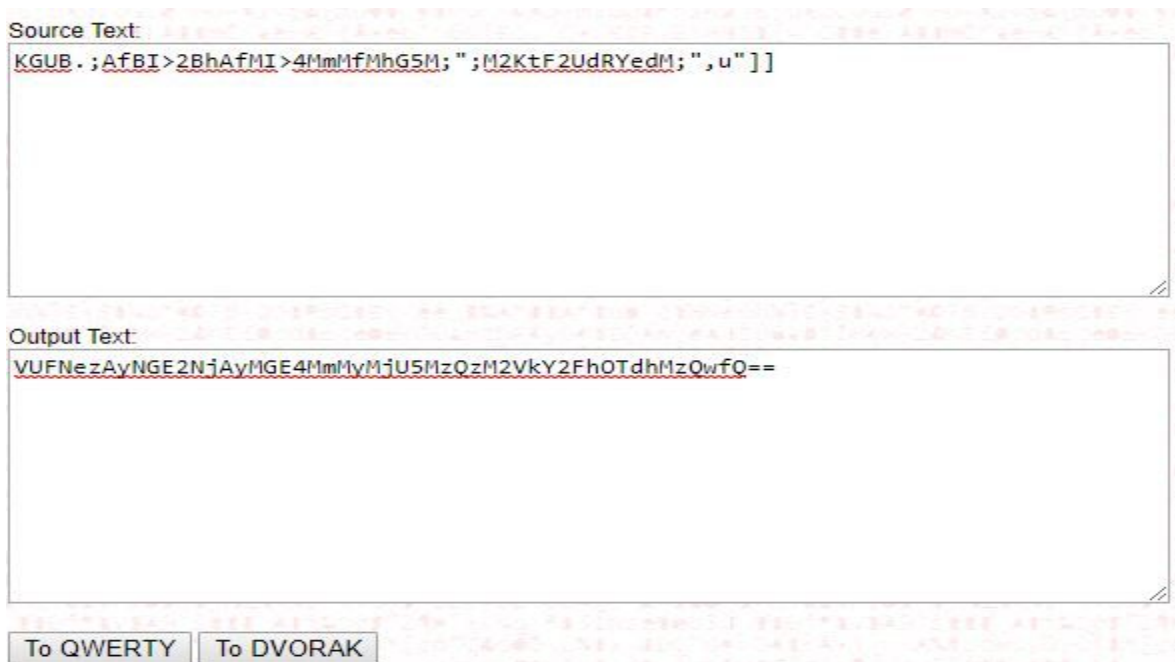 Source Text:
KGUB.;AfBI>2BhAfMI>4MmMfMhG5M;";M2KtF2UdRYedM;",u"]]
Output Text:
VUFNezAyNGE2NjAyMGE4MmMyMjU5MzQzM2VkY2FhOTdhMzQwfQ==
To QWERTY To DVORAK